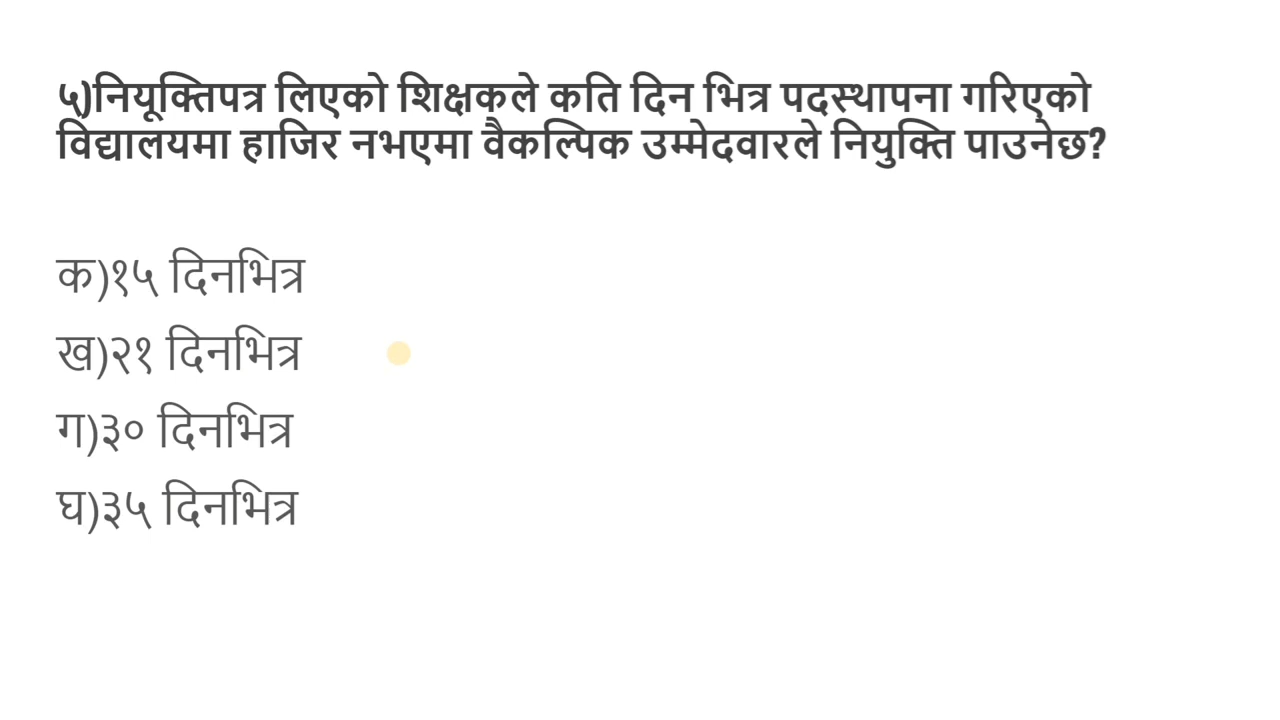 ५)नियूक्तिपत्र लिएको शिक्षकले कति दिन भित्र पदस्थापना गरिएको
विद्यालयमा हाजिर नभएमा वैकल्पिक उम्मेदवारले नियुक्ति पाउनेछ?
क)१५ दिनभित्र
ख)२१ दिनभित्र
ग)३० दिनभित्र
घ)३५ दिनभित्र